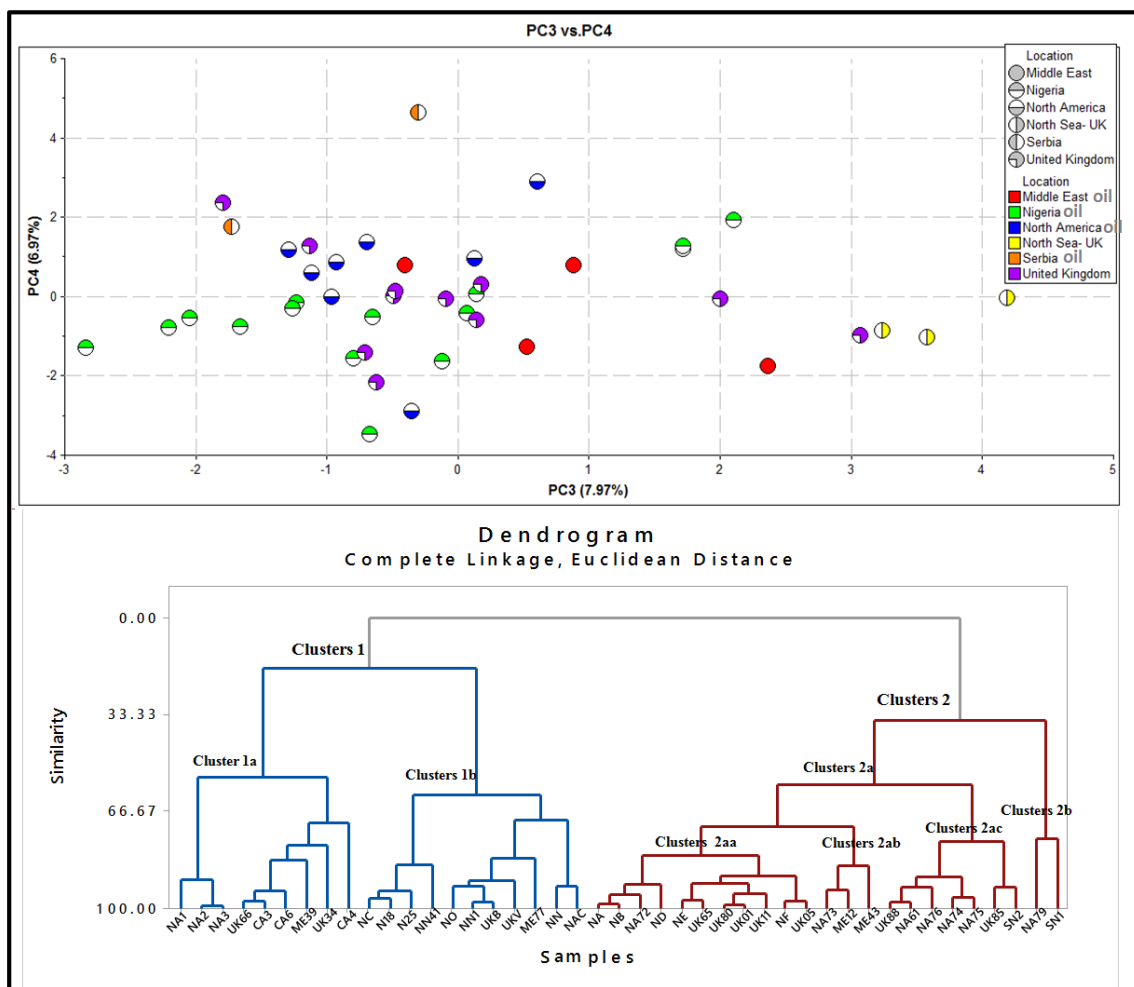 PC3 vs.PC4
6
4
2
0
-2
-4
PC4 (6.97%)
-3 -2 -1 0 1 2 3 4 5
PC3 (7.97%)
Location
Middle East
Nigeria
North America
North Sea- UK
Serbia
United Kingdom
Location
Middle East oil
Nigeria oil
North America oil
North Sea- UK
Serbia oil
United Kingdom
Dendrogram
Complete Linkage, Euclidean Distance
0.00
33.33
66.67
100.00
Similarity
Clusters 1
Clusters 2
Cluster 1a
Clusters 1b
Clusters 2a
Clusters 2b
Clusters 2aa
Clusters 2ab
Clusters 2ac
NA1 NA2 NA3 UK66 CA3 CA6 ME39 UK34 CA4 NC N18 N25 NN41 NO NN1 UKB UKV ME77 NN NAC NA NB NA72 ND NE UK65 UK80 UK01 UK11 NF UK05 NA73 ME12 ME43 UK88 NA61 NA76 NA74 NA75 UK85 SN2 NA79 SN1
Samples